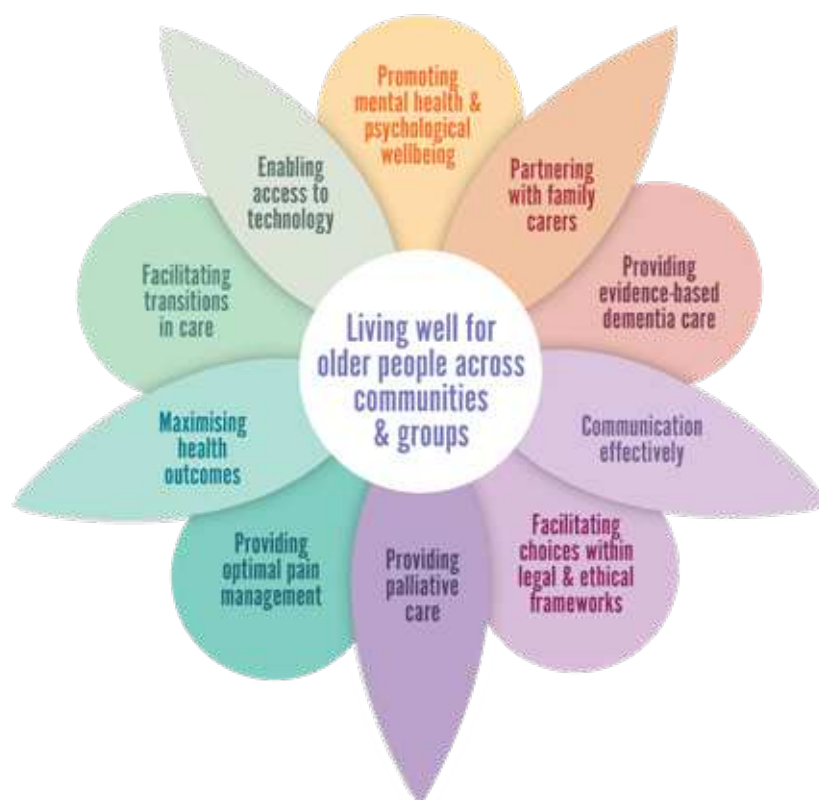 Promoting
mental health &
psychological
wellbeing
Partnering
with family
carers
Providing
evidence-based
dementia care
Communication
effectively
Facilitating
choices within
legal & ethical
frameworks
Providing
palliative
care
Providing
optimal pain
management
Maximising
health
outcomes
Facilitating
transitions
in care
Enabling
access to
technology
Living well for
older people across
communities
& groups